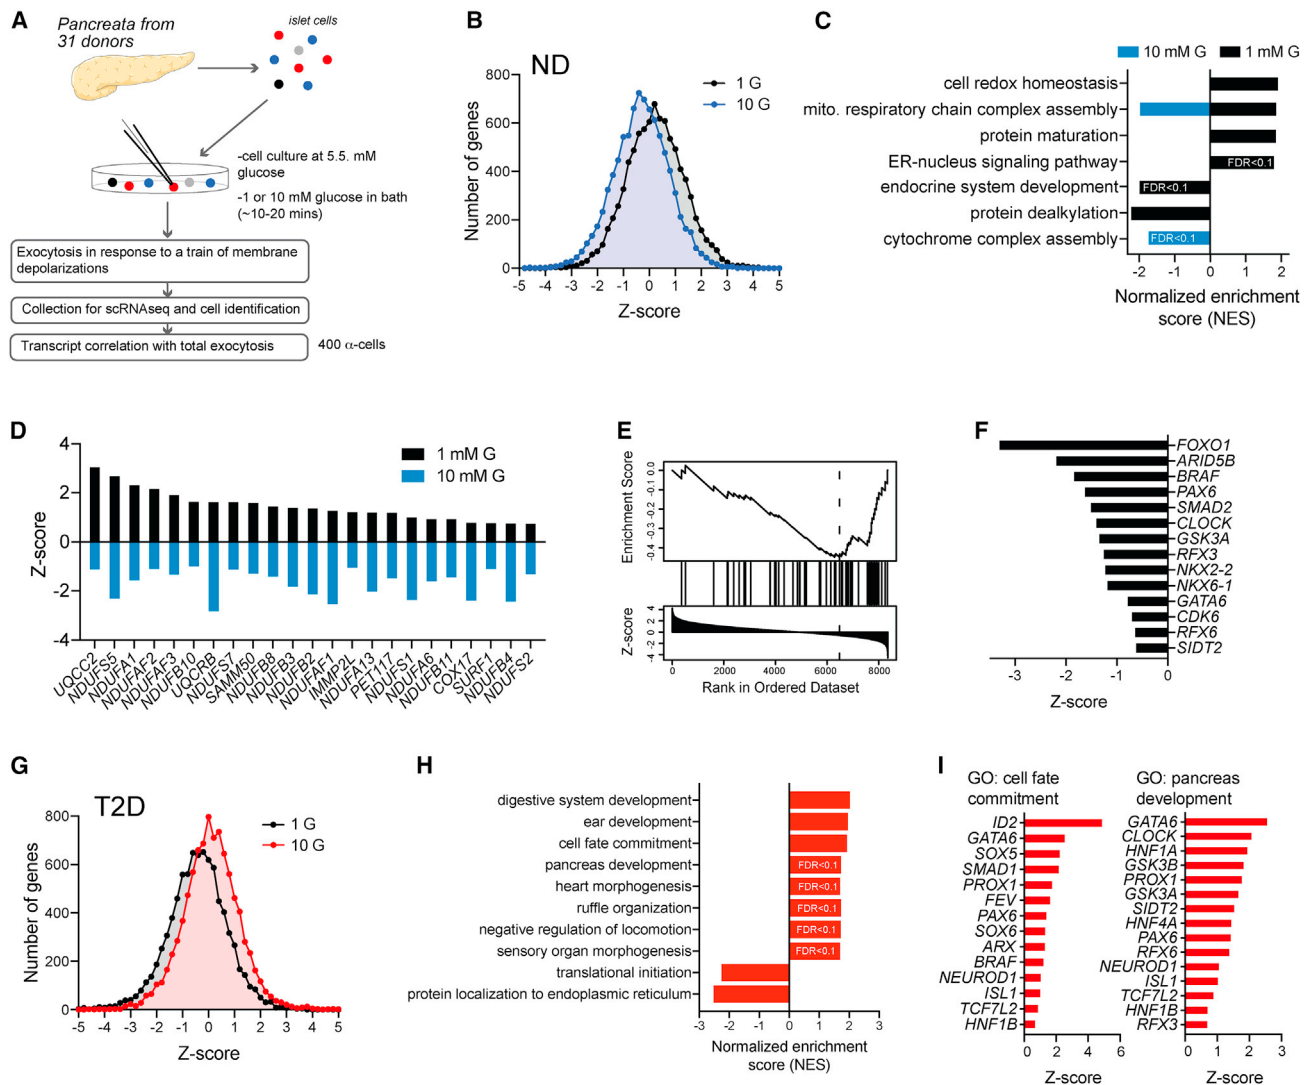 A
Pancreata from
31 donors
islet cells
-cell culture at 5.5. mM
glucose
-1 or 10 mM glucose in bath
(~10-20 mins)
Exocytosis in response to a train of membrane
depolarizations
Collection for scRNAseq and cell identification
Transcript correlation with total exocytosis
400 α-cells
B
ND
1 G
10 G
Number of genes
800
600
400
200
0
-5 -4 -3 -2 -1 0 1 2 3 4 5
Z-score
C
10 mM G
1 mM G
cell redox homeostasis
mito. respiratory chain complex assembly
protein maturation
ER-nucleus signaling pathway
FDR<0.1
endocrine system development
FDR<0.1
protein dealkylation
cytochrome complex assembly
FDR<0.1
-2 -1 0 1 2
Normalized enrichment
score (NES)
D
1 mM G
10 mM G
Z-score
4
2
0
-2
-4
UQCC2
NDUFS5
NDUFA1
NDUFAF2
NDUFAF3
NDUFB10
UQCRB
NDUFS7
SAMM50
NDUFB8
NDUFB3
NDUFB2
NDUFAF1
IMMP2L
NDUFA13
PET117
NDUFS1
NDUFA6
NDUFB11
COX17
SURF1
NDUFB4
NDUFS2
E
Enrichment Score
0.0
-0.1
-0.2
-0.3
-0.4
Z-score
4
2
0
-2
-4
0 2000 4000 6000 8000
Rank in Ordered Dataset
F
FOXO1
ARID5B
BRAF
PAX6
SMAD2
CLOCK
GSK3A
RFX3
NKX2-2
NKX6-1
GATA6
CDK6
RFX6
SIDT2
-3 -2 -1 0
Z-score
G
T2D
1 G
10 G
Number of genes
800
600
400
200
0
-5 -4 -3 -2 -1 0 1 2 3 4 5
Z-score
H
digestive system development
ear development
cell fate commitment
pancreas development
FDR<0.1
heart morphogenesis
FDR<0.1
ruffle organization
FDR<0.1
negative regulation of locomotion
FDR<0.1
sensory organ morphogenesis
FDR<0.1
translational initiation
protein localization to endoplasmic reticulum
-3 -2 -1 0 1 2 3
Normalized enrichment
score (NES)
I
GO: cell fate
commitment
ID2
GATA6
SOX5
SMAD1
PROX1
FEV
PAX6
SOX6
ARX
BRAF
NEUROD1
ISL1
TCF7L2
HNF1B
0 2 4 6
Z-score
GO: pancreas
development
GATA6
CLOCK
HNF1A
GSK3B
PROX1
GSK3A
SIDT2
HNF4A
PAX6
RFX6
NEUROD1
ISL1
TCF7L2
HNF1B
RFX3
0 1 2 3
Z-score